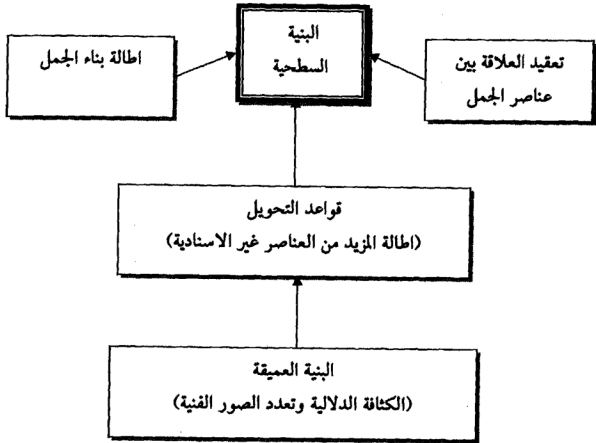 البنية
السطحية
تعقيد العلاقة بين
عناصر الجمل
اطالة بناء الجمل
قواعد التحويل
(اطالة المزيد من العناصر غير الاسنادية)
البنية العميقة
(الكثافة الدلالية وتعدد الصور الفنية)